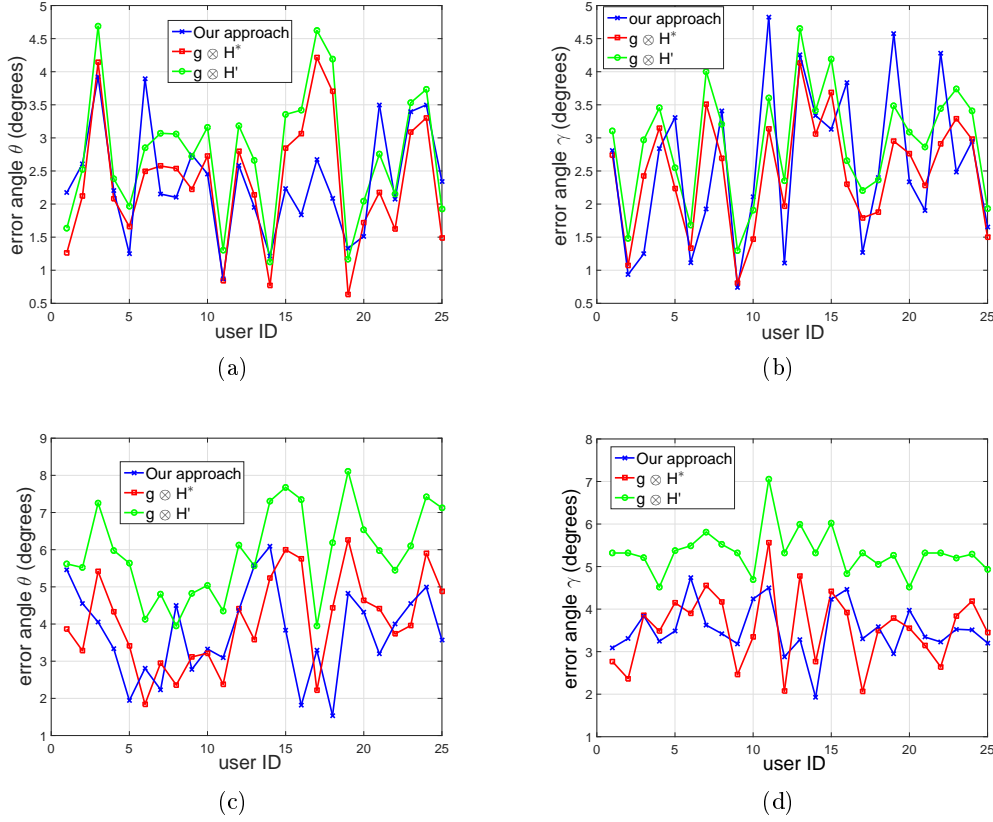 error angle θ (degrees)
5
4.5
4
3.5
3
2.5
2
1.5
1
0.5
Our approach
g ⊗ H*
g ⊗ H'
0 5 10 15 20 25
user ID
(a)
error angle γ (degrees)
5
4.5
4
3.5
3
2.5
2
1.5
1
0.5
our approach
g ⊗ H*
g ⊗ H'
0 5 10 15 20 25
user ID
(b)
error angle θ (degrees)
9
8
7
6
5
4
3
2
1
Our approach
g ⊗ H*
g ⊗ H'
0 5 10 15 20 25
user ID
(c)
error angle γ (degrees)
8
7
6
5
4
3
2
1
Our approach
g ⊗ H*
g ⊗ H'
0 5 10 15 20 25
user ID
(d)